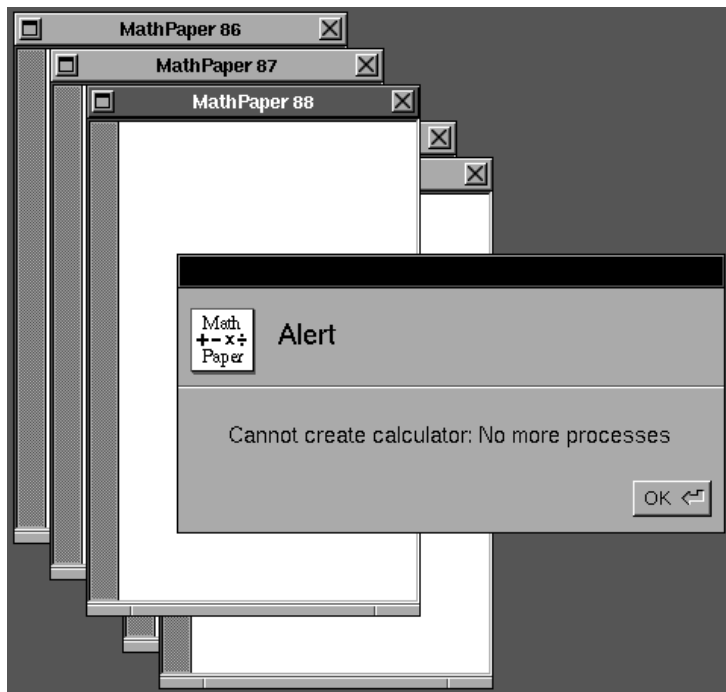 MathPaper 86
MathPaper 87
MathPaper 88
Math
+-×÷
Paper
Alert
Cannot create calculator: No more processes
OK